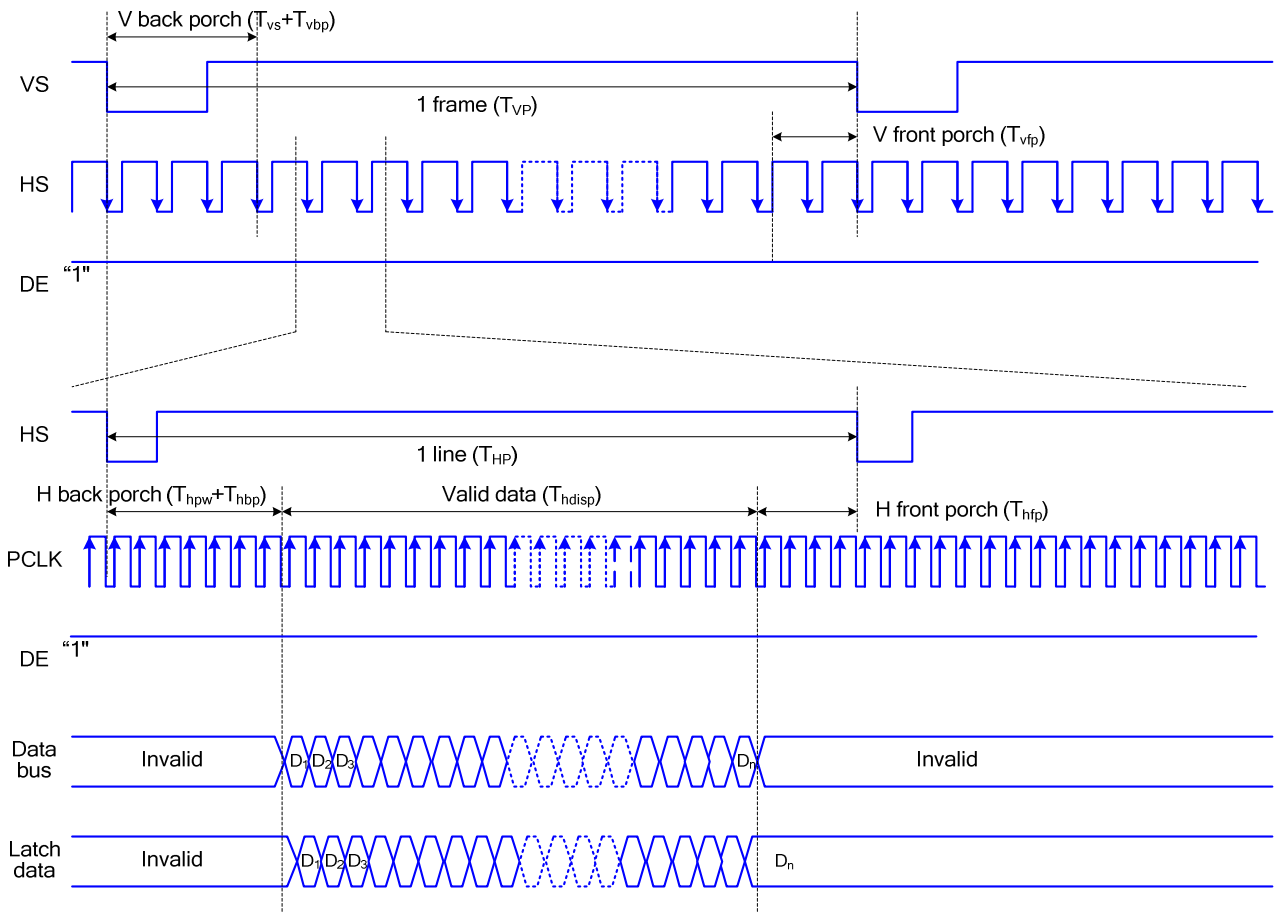 V back porch (Tvs+Tvbp)
VS
1 frame (TVP)
V front porch (Tvfp)
HS
DE “1"
HS
1 line (THP)
H back porch (Thpw+Thbp)
Valid data (Thdisp)
H front porch (Thfp)
PCLK
DE “1"
Data
bus
Invalid
D1 D2 D3
Dn
Invalid
Latch
data
Invalid
D1 D2 D3
Dn